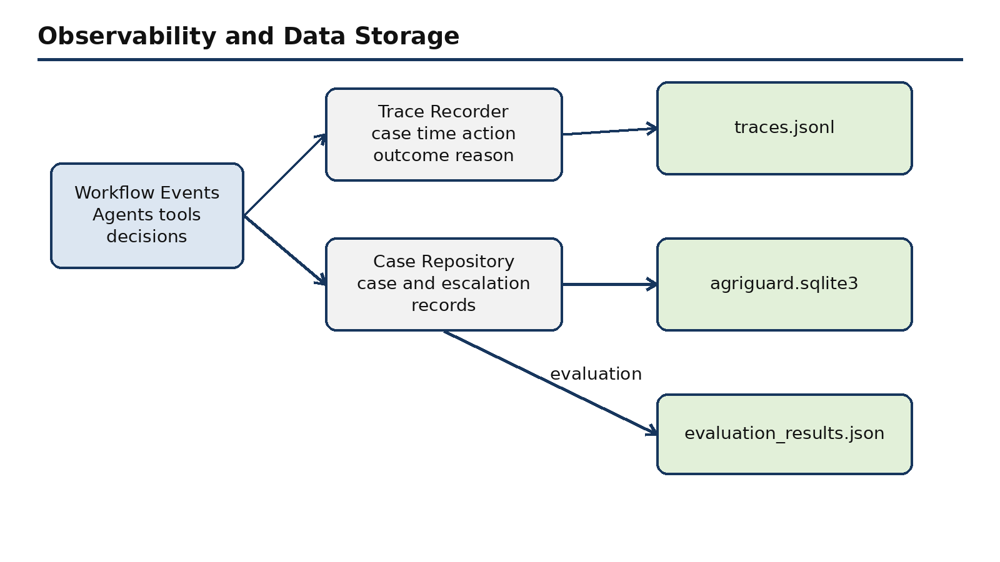 Observability and Data Storage
Workflow Events
Agents tools
decisions
Trace Recorder
case time action
outcome reason
traces.jsonl
Case Repository
case and escalation
records
agriguard.sqlite3
evaluation
evaluation_results.json